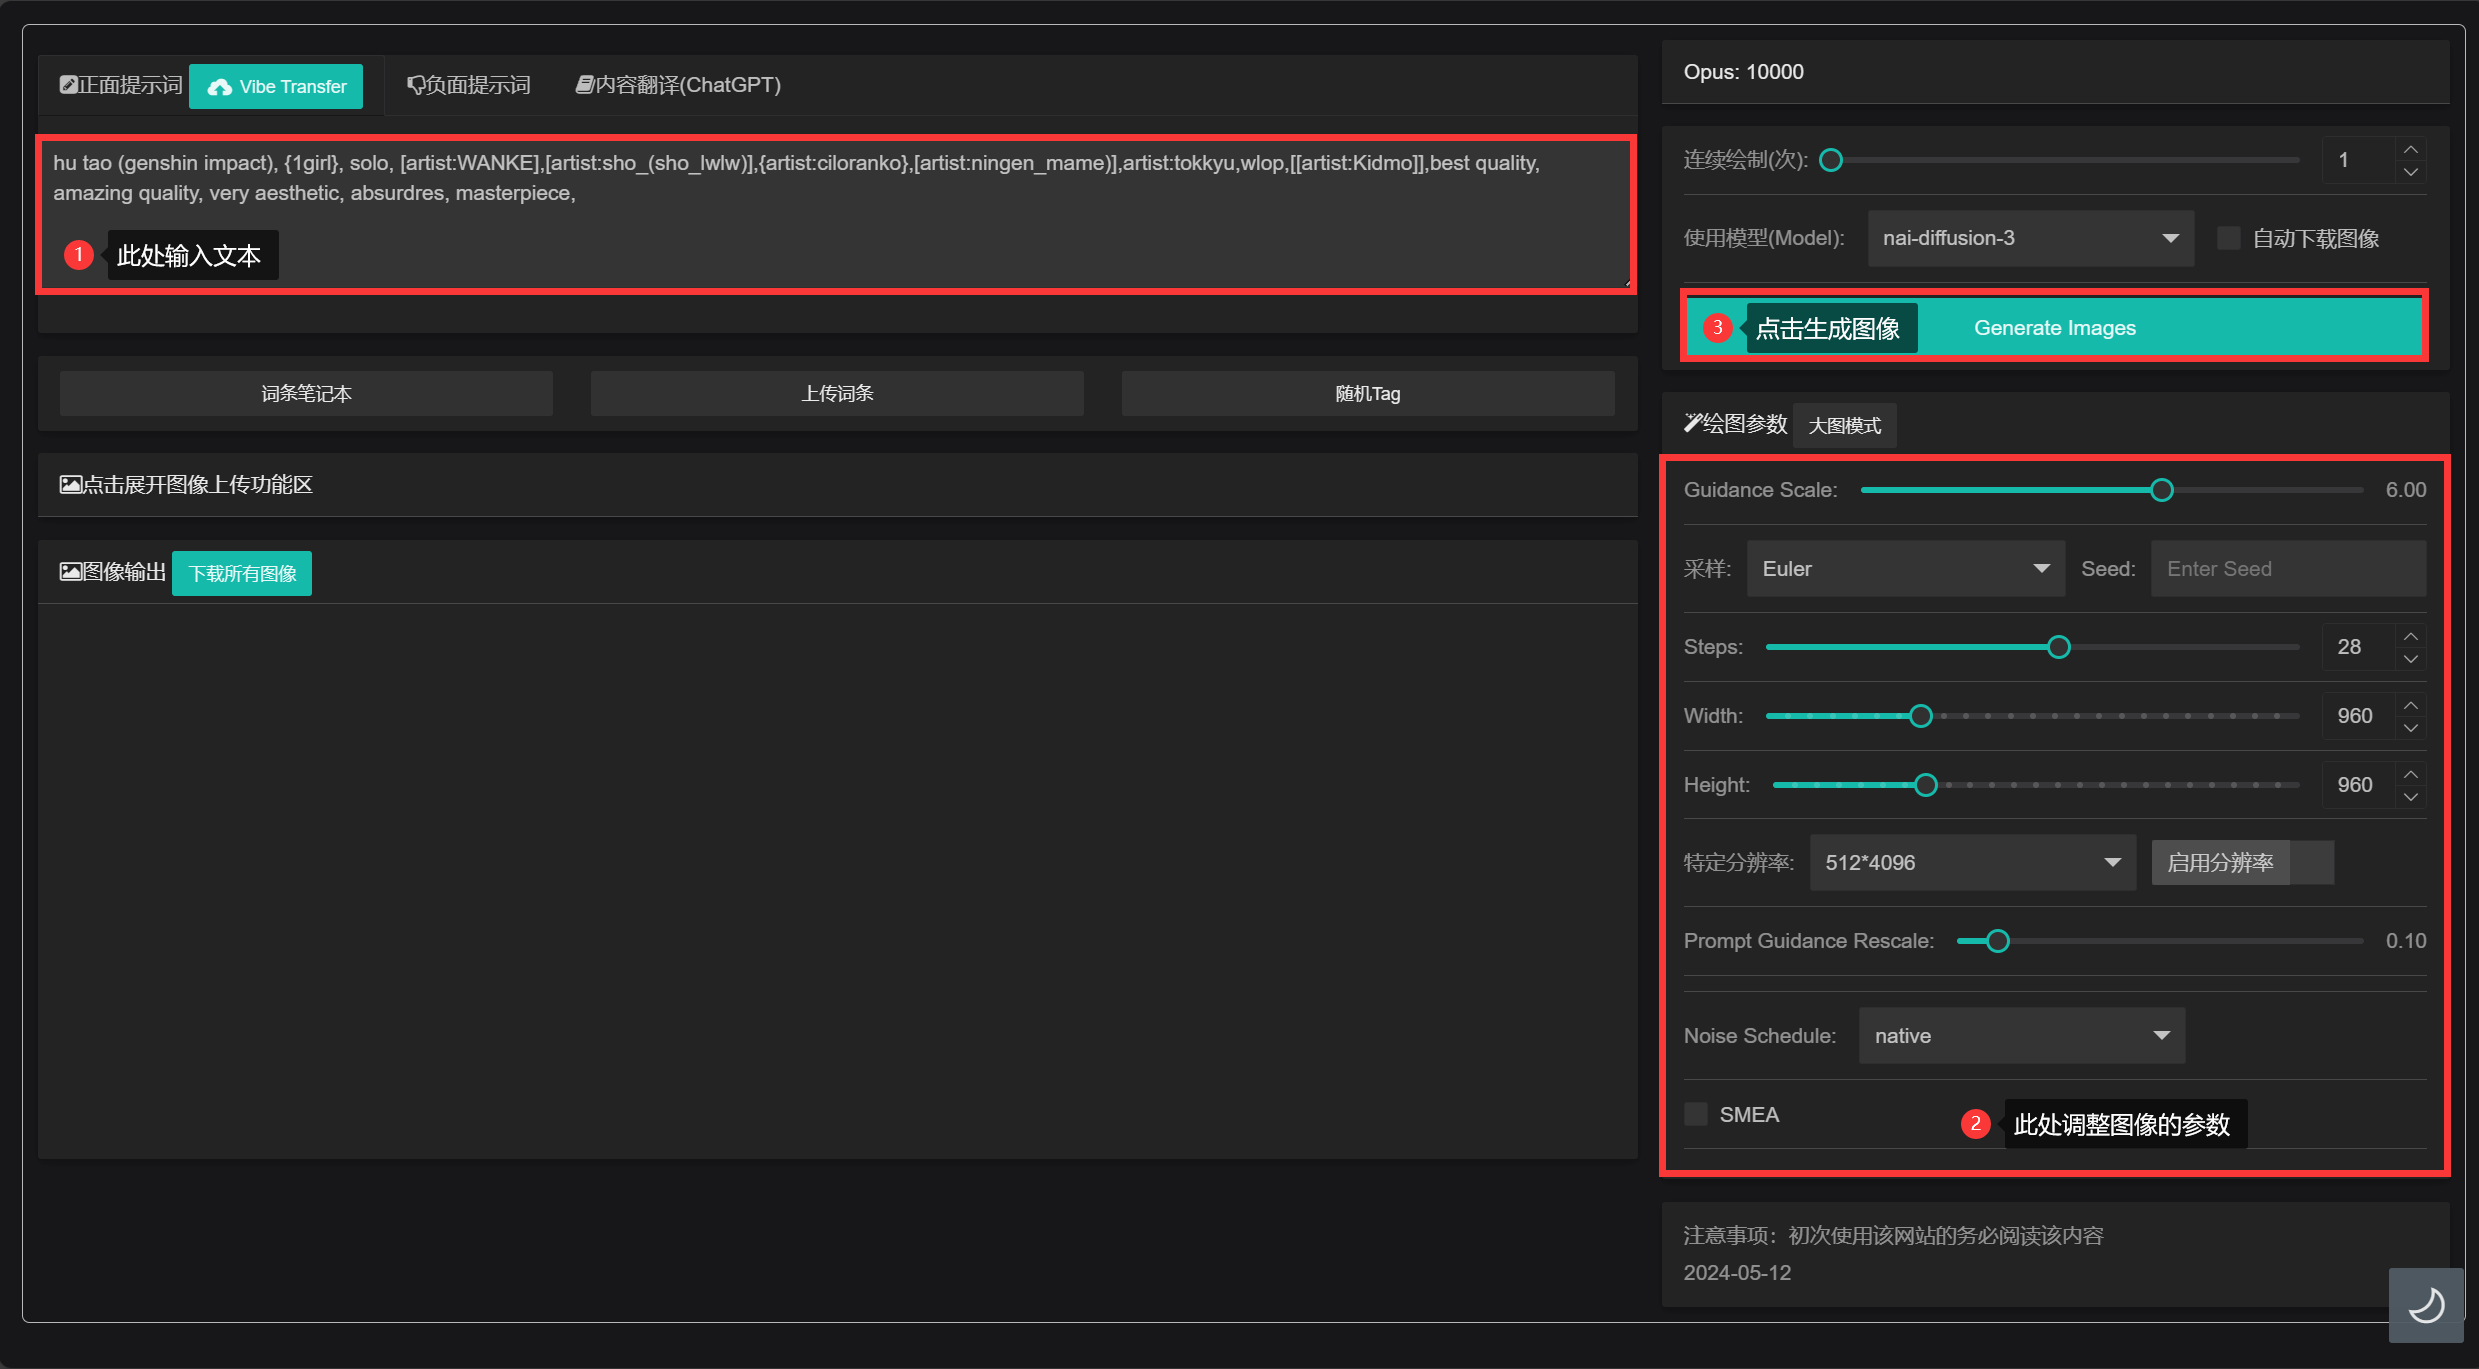 正面提示词
Vibe Transfer
负面提示词
内容翻译(ChatGPT)
hu tao (genshin impact), {1girl}, solo, [artist:WANKE],[artist:sho_(sho_lwlw)],{artist:ciloranko},[artist:ningen_mame)],artist:tokkyu,wlop,[[artist:Kidmo]],best quality,
amazing quality, very aesthetic, absurdres, masterpiece,
1
此处输入文本
词条笔记本
上传词条
随机Tag
点击展开图像上传功能区
图像输出
下载所有图像
Opus: 10000
连续绘制(次):
1
使用模型(Model):
nai-diffusion-3
自动下载图像
3
点击生成图像
Generate Images
绘图参数
大图模式
Guidance Scale:
6.00
采样:
Euler
Seed:
Enter Seed
Steps:
28
Width:
960
Height:
960
特定分辨率:
512*4096
启用分辨率
Prompt Guidance Rescale:
0.10
Noise Schedule:
native
SMEA
2
此处调整图像的参数
注意事项：初次使用该网站的务必阅读该内容
2024-05-12